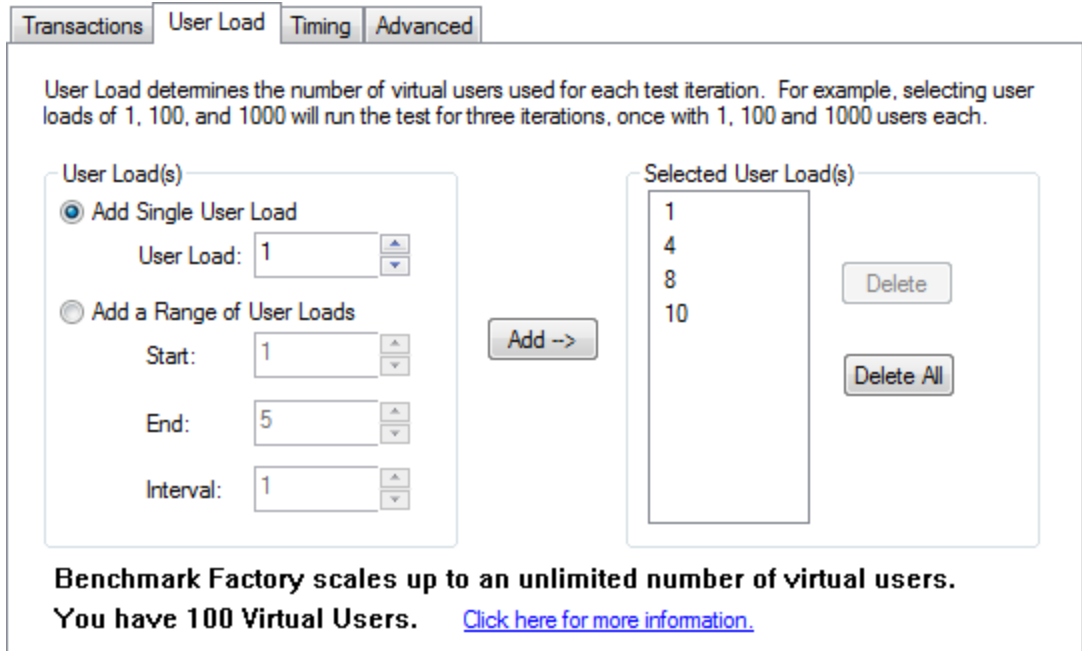 Transactions User Load Timing Advanced
User Load determines the number of virtual users used for each test iteration.  For example, selecting user
loads of 1, 100, and 1000 will run the test for three iterations, once with 1, 100 and 1000 users each.
User Load(s)
Add Single User Load
User Load: 1
Add a Range of User Loads
Start: 1
End: 5
Interval: 1
Add -->
Selected User Load(s)
1
4
8
10
Delete
Delete All
Benchmark Factory scales up to an unlimited number of virtual users.
You have 100 Virtual Users. Click here for more information.